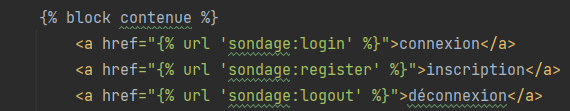 {% block contenue %}
<a href="{% url 'sondage:login' %}">connexion</a>
<a href="{% url 'sondage:register' %}">inscription</a>
<a href="{% url 'sondage:logout' %}">déconnexion</a>